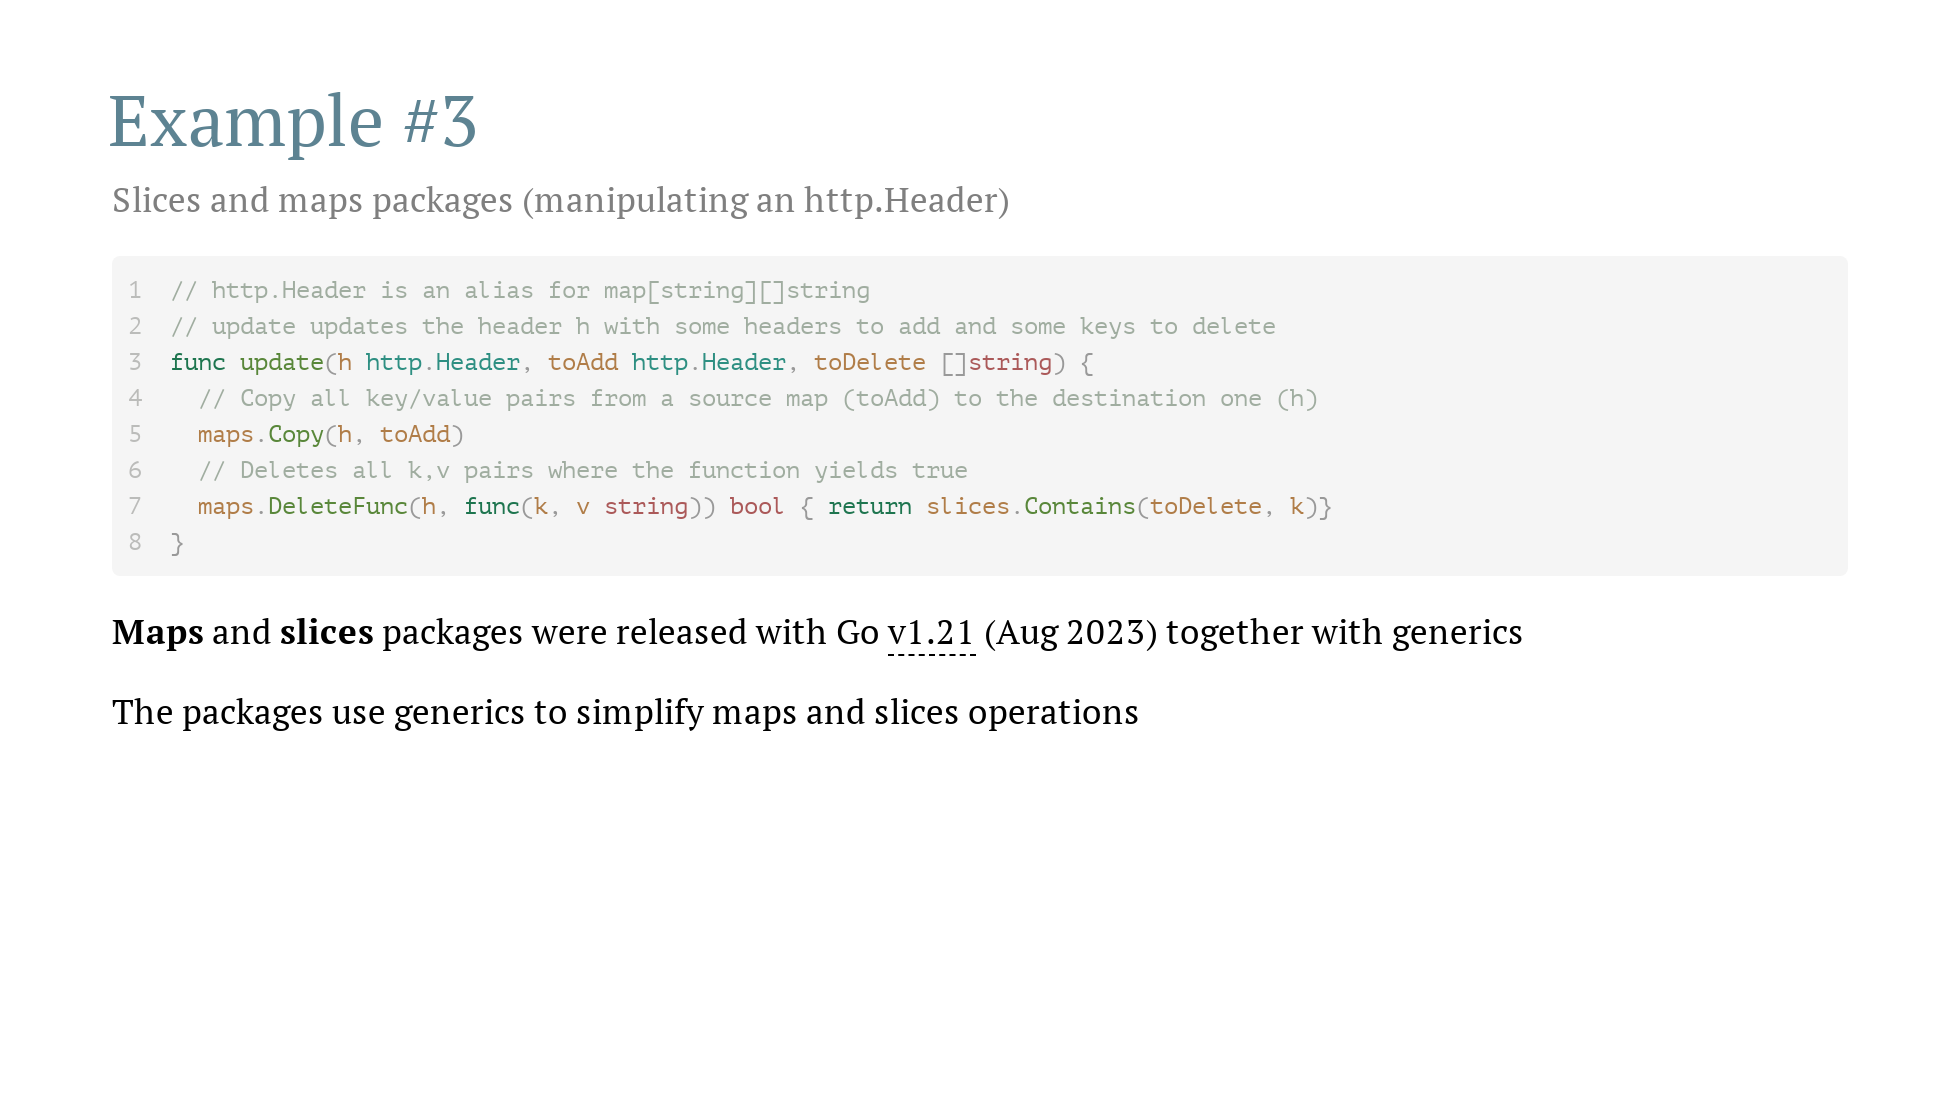 Example #3
Slices and maps packages (manipulating an http.Header)
1 // http.Header is an alias for map[string][]string
2 // update updates the header h with some headers to add and some keys to delete
3 func update(h http.Header, toAdd http.Header, toDelete []string) {
4   // Copy all key/value pairs from a source map (toAdd) to the destination one (h)
5   maps.Copy(h, toAdd)
6   // Deletes all k,v pairs where the function yields true
7   maps.DeleteFunc(h, func(k, v string)) bool { return slices.Contains(toDelete, k)}
8 }
Maps and slices packages were released with Go v1.21 (Aug 2023) together with generics
The packages use generics to simplify maps and slices operations